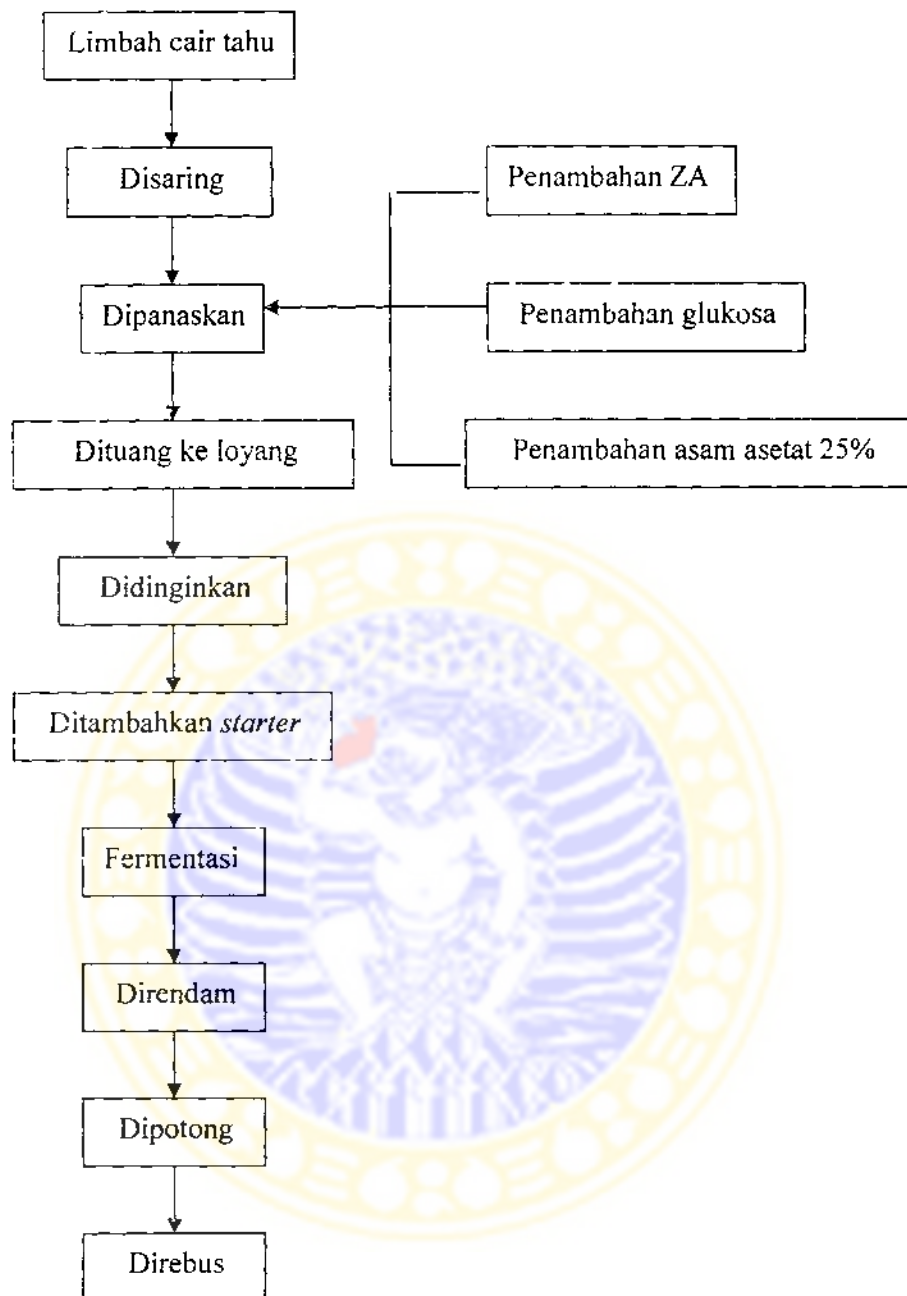 Limbah cair tahu
Disaring
Penambahan ZA
Dipanaskan
Penambahan glukosa
Dituang ke loyang
Penambahan asam asetat 25%
Didinginkan
Ditambahkan starter
Fermentasi
Direndam
Dipotong
Direbus